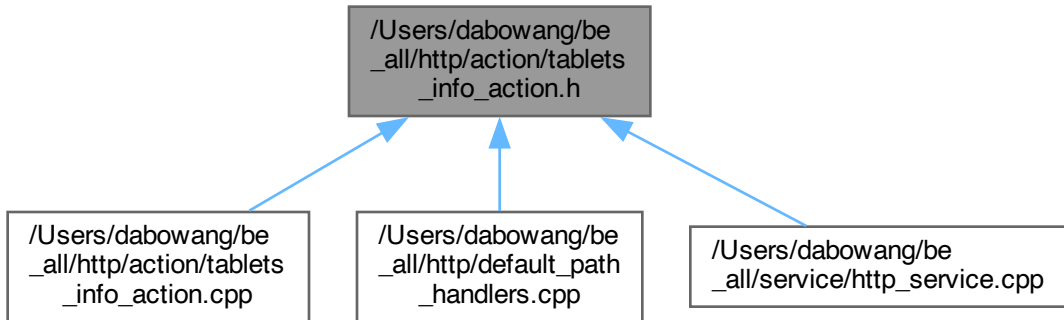 /Users/dabowang/be
_all/http/action/tablets
_info_action.h
/Users/dabowang/be
_all/http/action/tablets
_info_action.cpp
/Users/dabowang/be
_all/http/default_path
_handlers.cpp
/Users/dabowang/be
_all/service/http_service.cpp